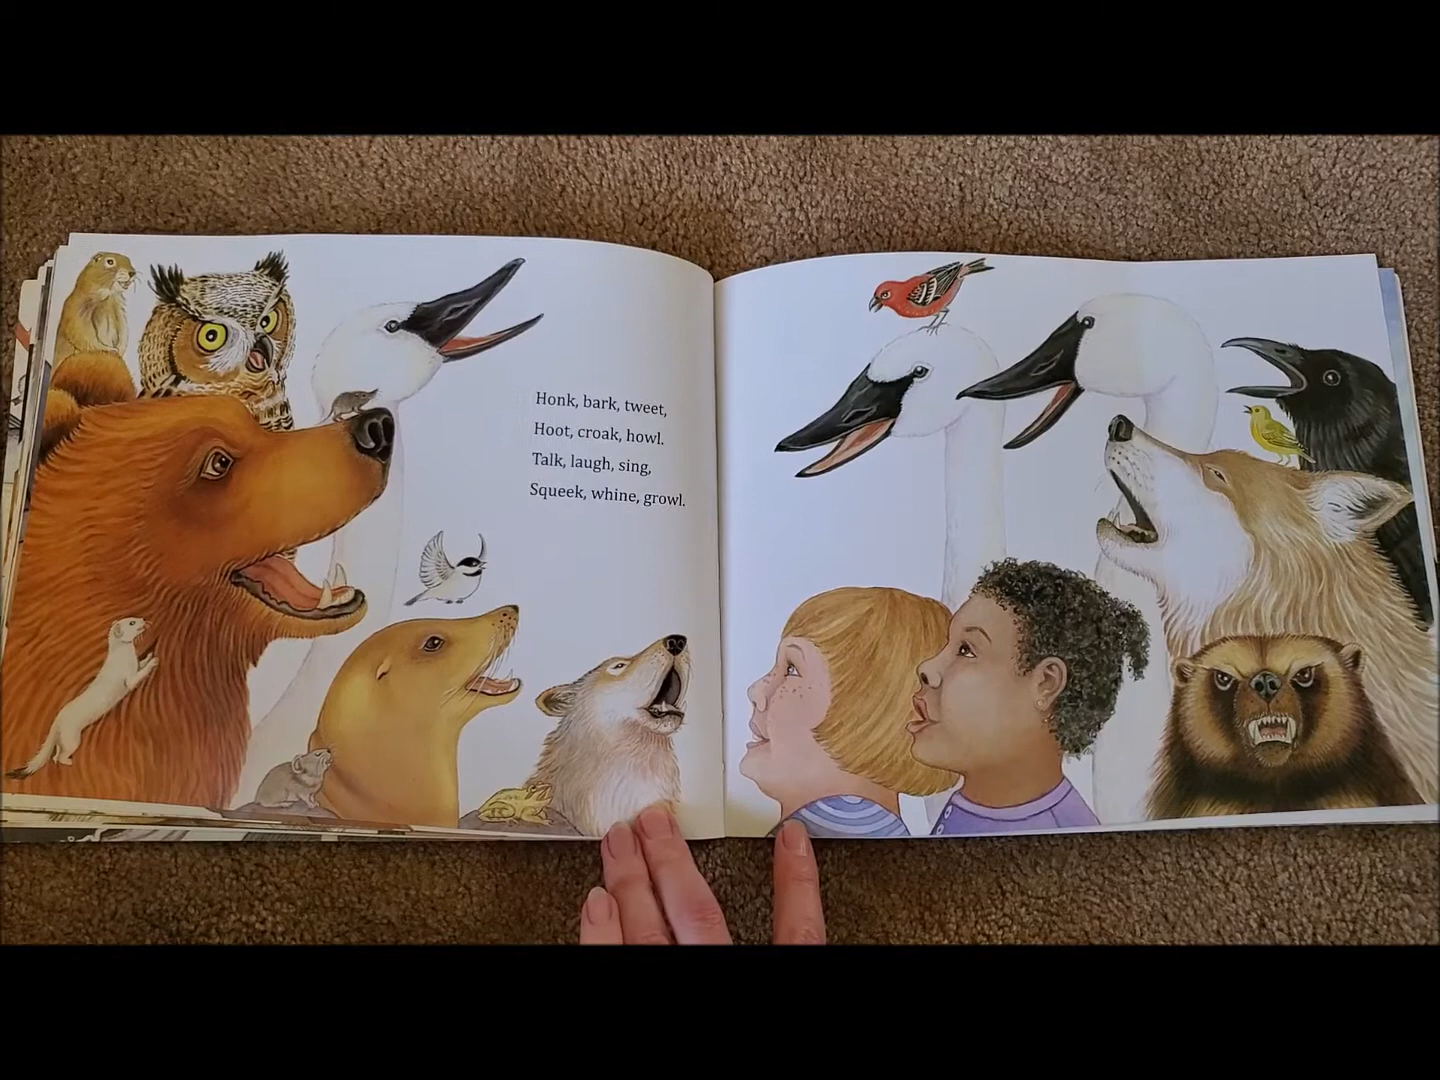 Honk, bark, tweet,
Hoot, croak, howl.
Talk, laugh, sing,
Squeek, whine, growl.